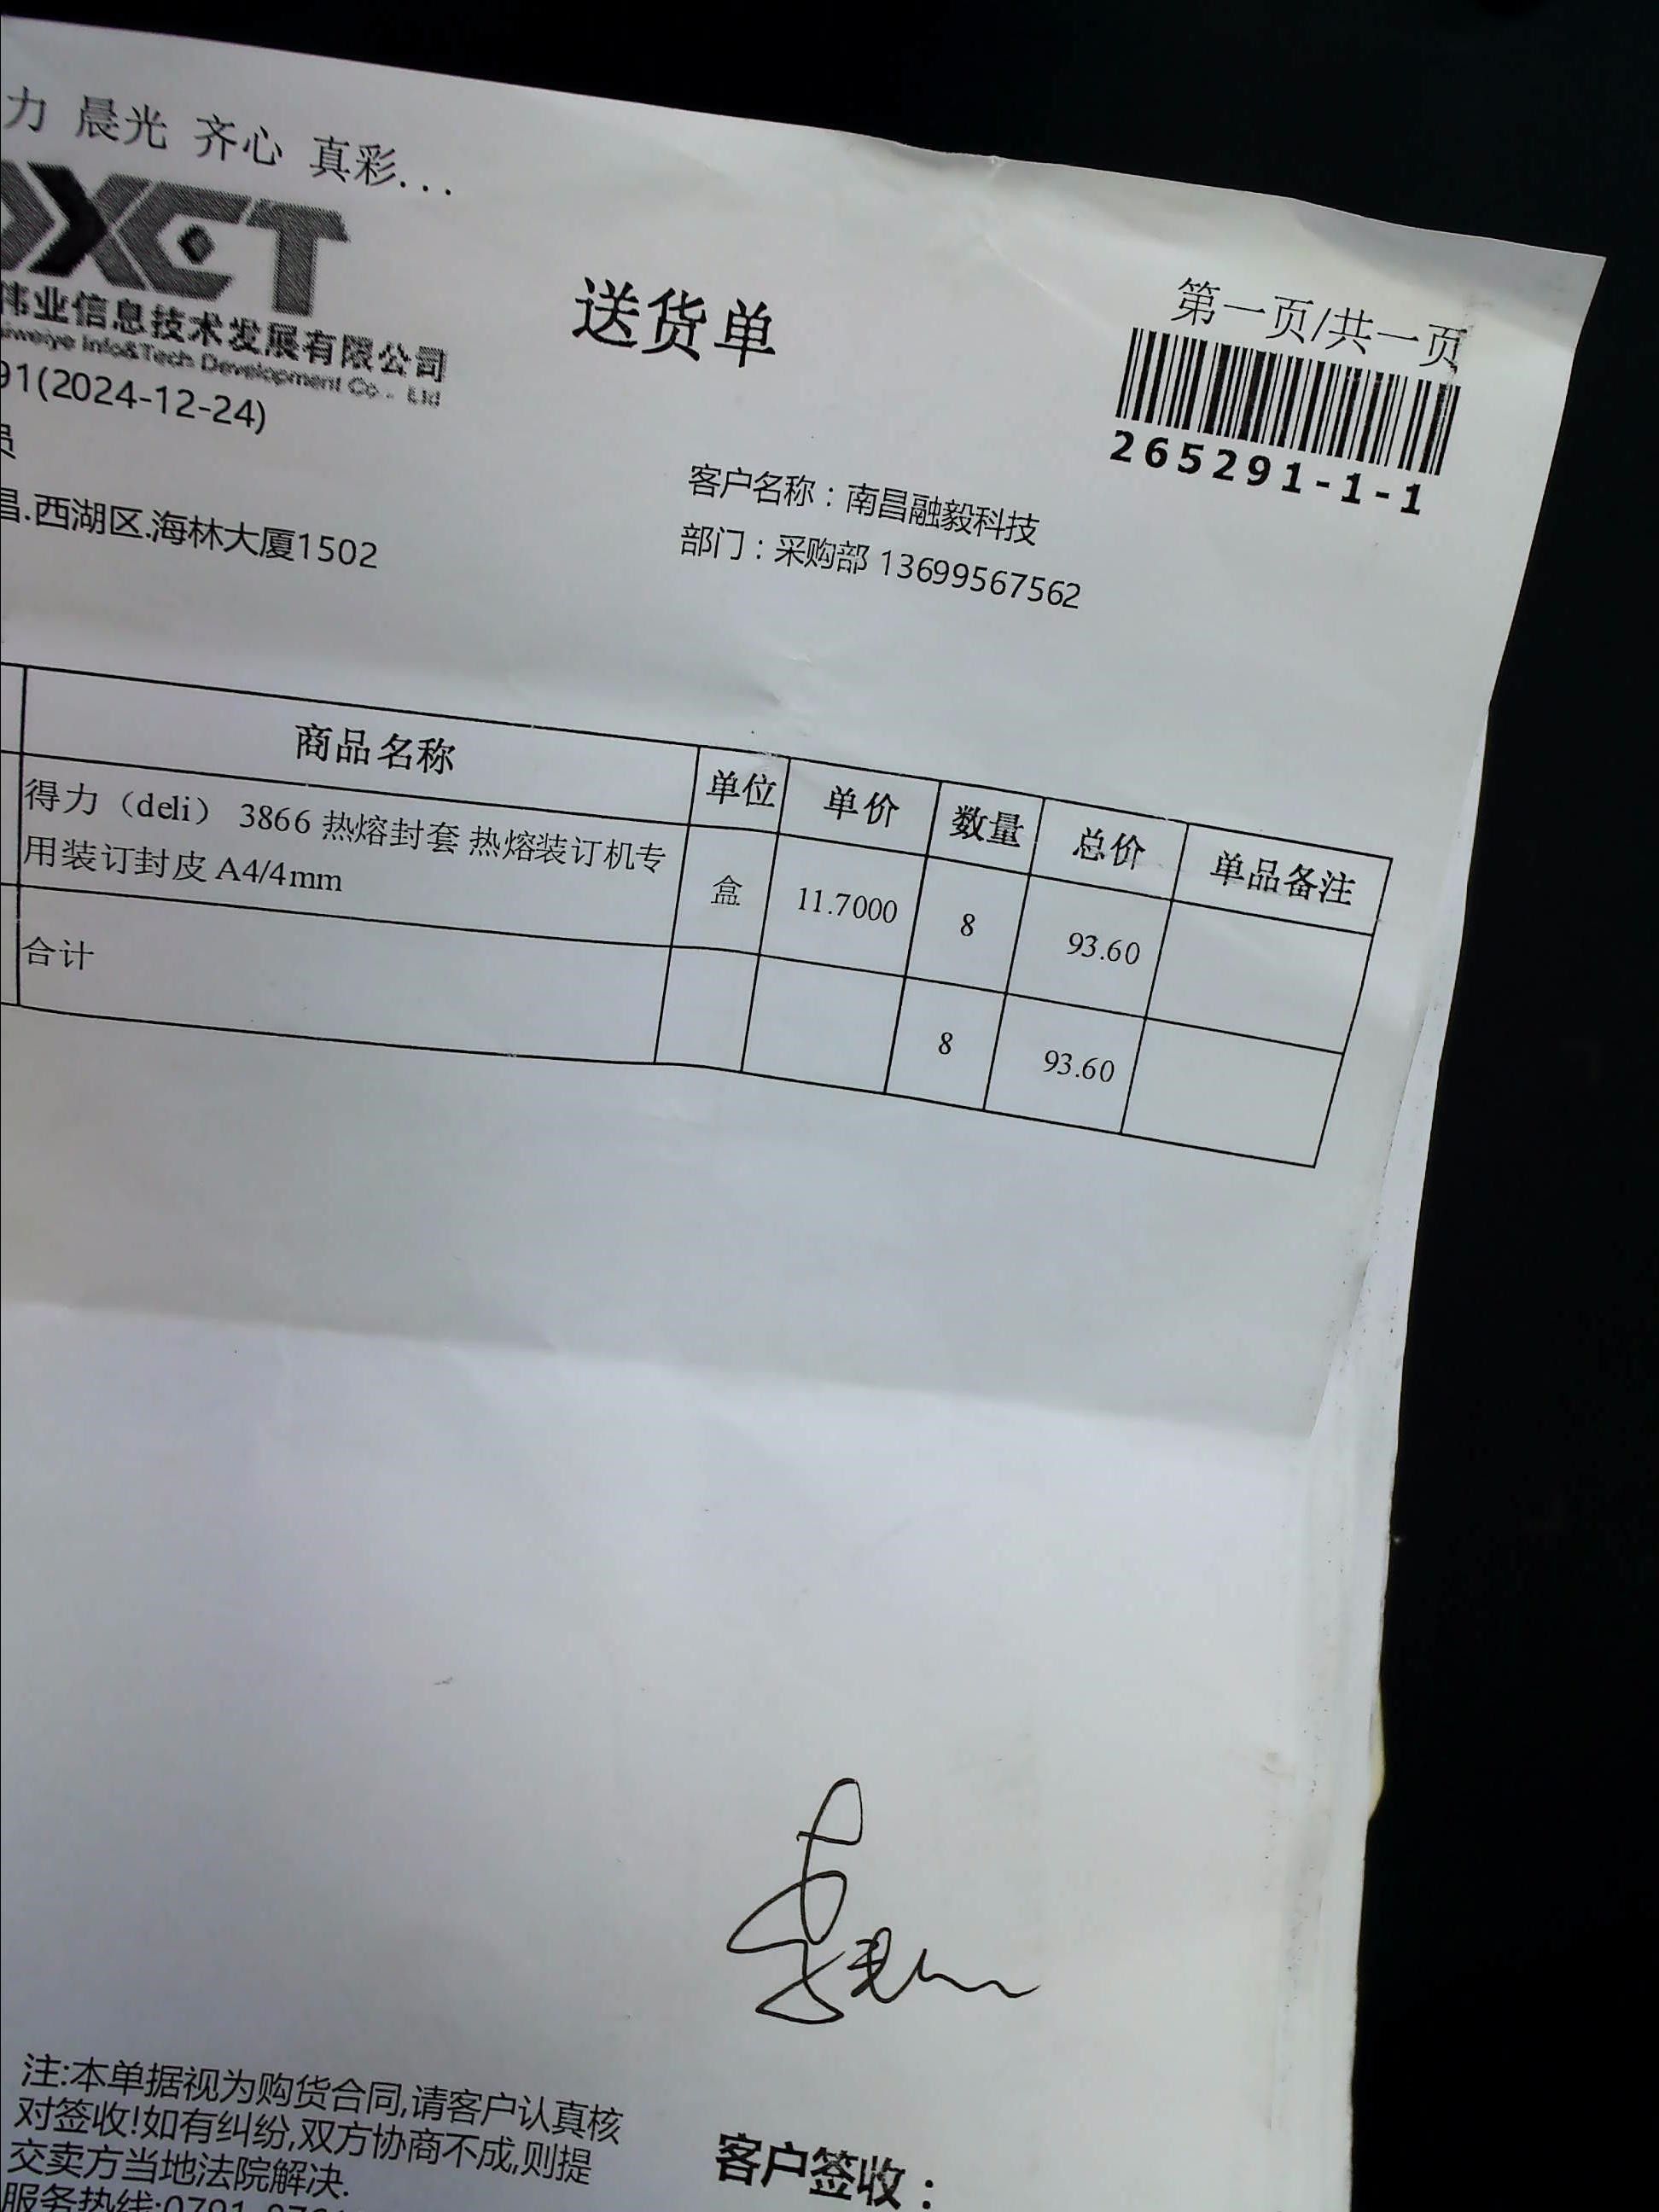 力 晨光 齐心 真彩...
XCT
伟业信息技术发展有限公司
iweiye Info&Tech Development Co., Ltd
送货单
第一页/共一页
265291-1-1
91(2024-12-24)
员
客户名称：南昌融毅科技
昌.西湖区.海林大厦1502
部门：采购部 13699567562
商品名称 单位 单价 数量 总价 单品备注
得力（deli） 3866 热熔封套 热熔装订机专
用装订封皮 A4/4mm 盒 11.7000 8 93.60
合计 8 93.60
注:本单据视为购货合同,请客户认真核
对签收!如有纠纷,双方协商不成,则提
交卖方当地法院解决.
服务热线:0791-876
客户签收：